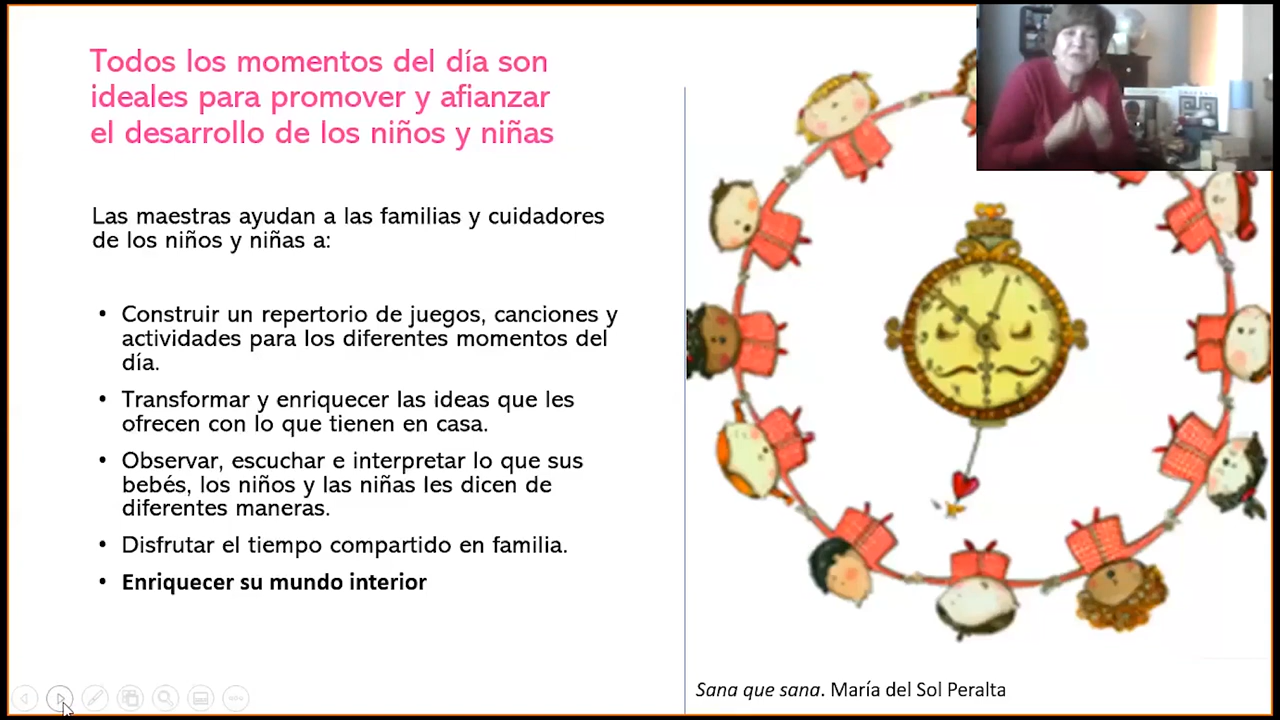 Todos los momentos del día son
ideales para promover y afianzar
el desarrollo de los niños y niñas
Las maestras ayudan a las familias y cuidadores
de los niños y niñas a:
• Construir un repertorio de juegos, canciones y
actividades para los diferentes momentos del
día.
• Transformar y enriquecer las ideas que les
ofrecen con lo que tienen en casa.
• Observar, escuchar e interpretar lo que sus
bebés, los niños y las niñas les dicen de
diferentes maneras.
• Disfrutar el tiempo compartido en familia.
• Enriquecer su mundo interior
Sana que sana. María del Sol Peralta